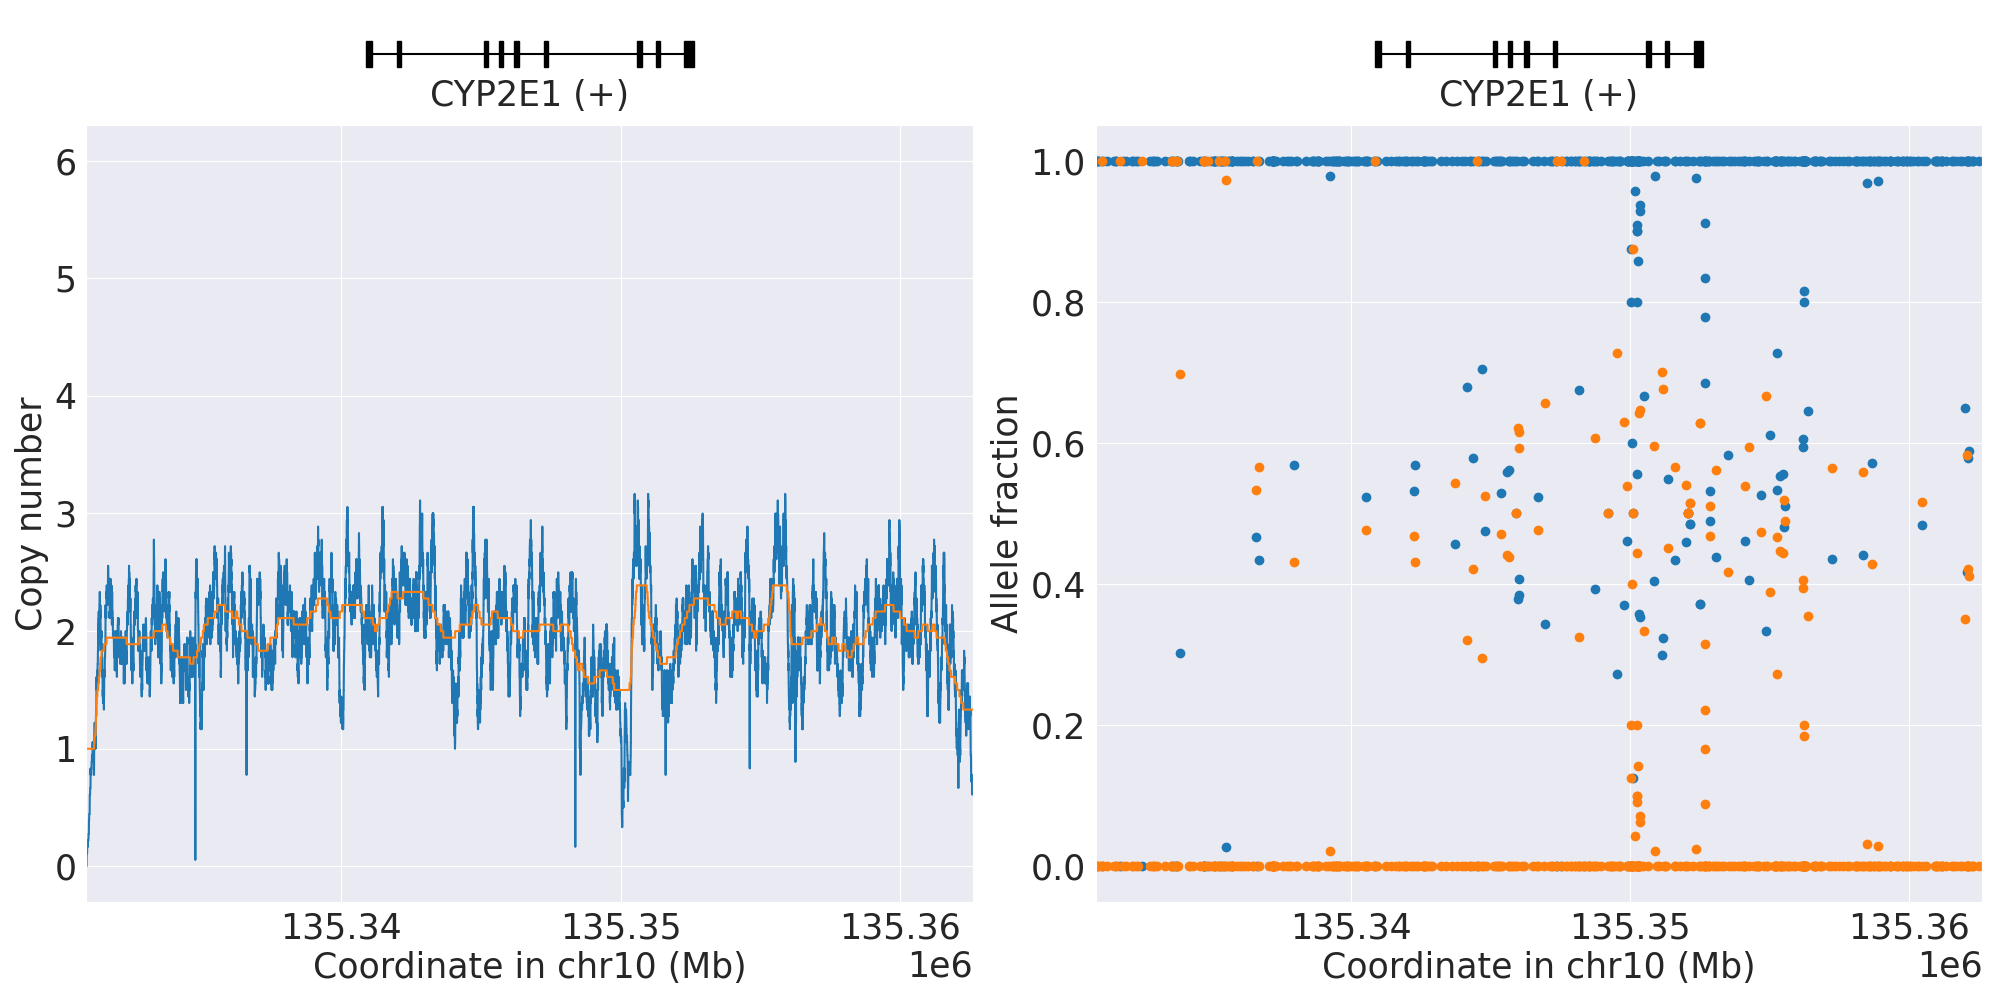 CYP2E1 (+)
6
5
4
3
2
1
0
Copy number
135.34 135.35 135.36
Coordinate in chr10 (Mb)
1e6
CYP2E1 (+)
1.0
0.8
0.6
0.4
0.2
0.0
Allele fraction
135.34 135.35 135.36
Coordinate in chr10 (Mb)
1e6